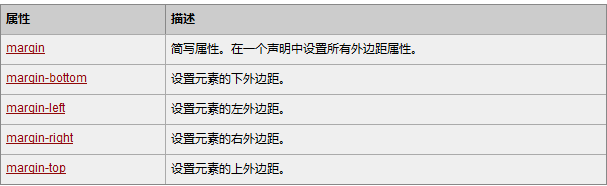 属性 描述
margin 简写属性。在一个声明中设置所有外边距属性。
margin-bottom 设置元素的下外边距。
margin-left 设置元素的左外边距。
margin-right 设置元素的右外边距。
margin-top 设置元素的上外边距。